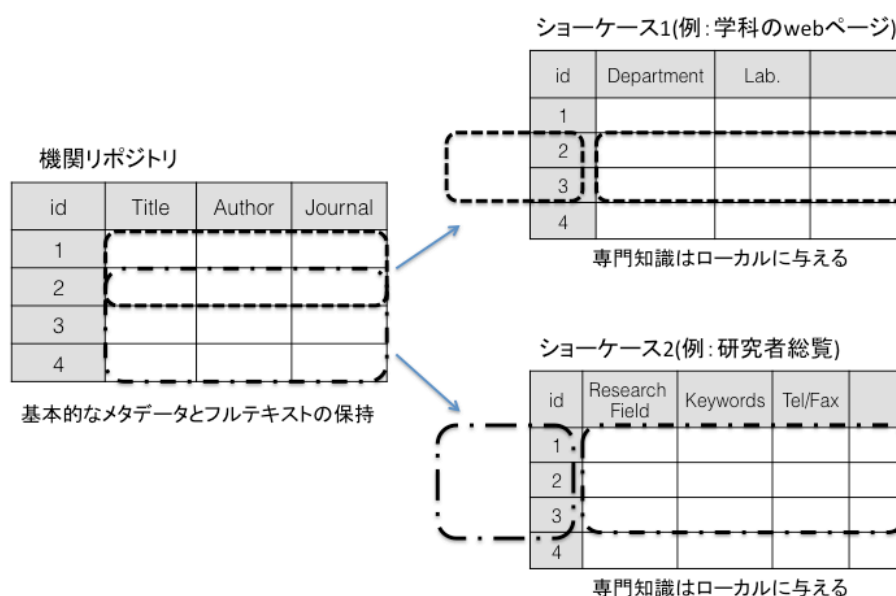 ショーケース1(例：学科のwebページ)
id Department Lab.
1
2
3
4
専門知識はローカルに与える
機関リポジトリ
id Title Author Journal
1
2
3
4
基本的なメタデータとフルテキストの保持
ショーケース2(例：研究者総覧)
id Research Field Keywords Tel/Fax
1
2
3
4
専門知識はローカルに与える